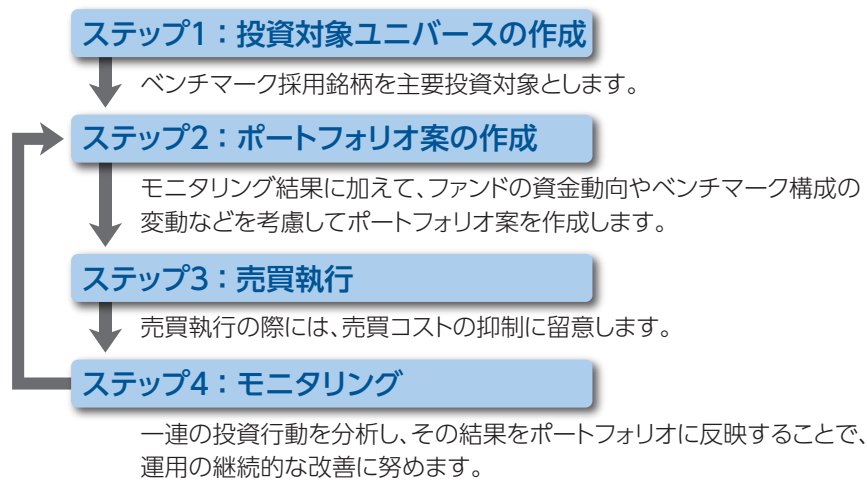 ステップ1：投資対象ユニバースの作成
ベンチマーク採用銘柄を主要投資対象とします。
ステップ2：ポートフォリオ案の作成
モニタリング結果に加えて、ファンドの資金動向やベンチマーク構成の
変動などを考慮してポートフォリオ案を作成します。
ステップ3：売買執行
売買執行の際には、売買コストの抑制に留意します。
ステップ4：モニタリング
一連の投資行動を分析し、その結果をポートフォリオに反映することで、
運用の継続的な改善に努めます。